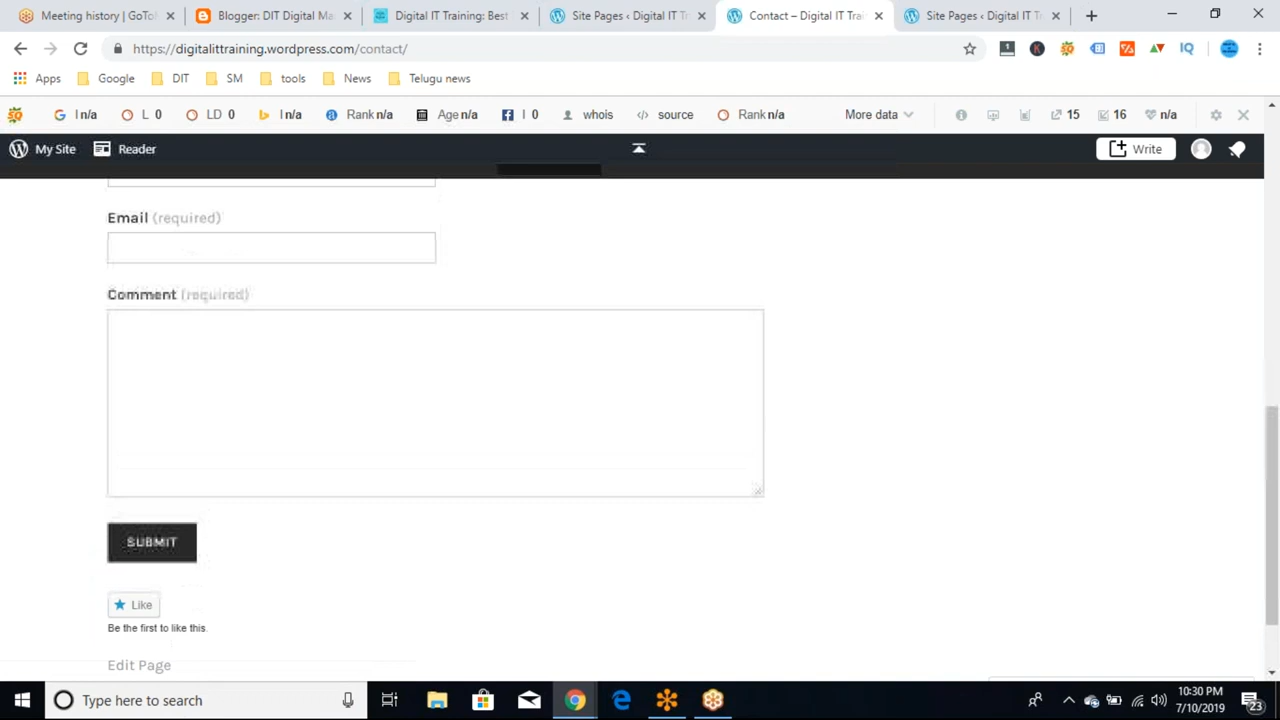 Meeting history | GoToM
Blogger: DIT Digital Ma
Digital IT Training: Best
Site Pages ‹ Digital IT Tr
Contact – Digital IT Trai
Site Pages ‹ Digital IT Tr
https://digitalittraining.wordpress.com/contact/
IQ
Apps
Google
DIT
SM
tools
News
Telugu news
I n/a
L 0
LD 0
I n/a
Rank n/a
Age n/a
I 0
whois
source
Rank n/a
More data
15
16
n/a
My Site
Reader
Write
Email (required)
Comment (required)
SUBMIT
Like
Be the first to like this.
Edit Page
Type here to search
10:30 PM
7/10/2019
23